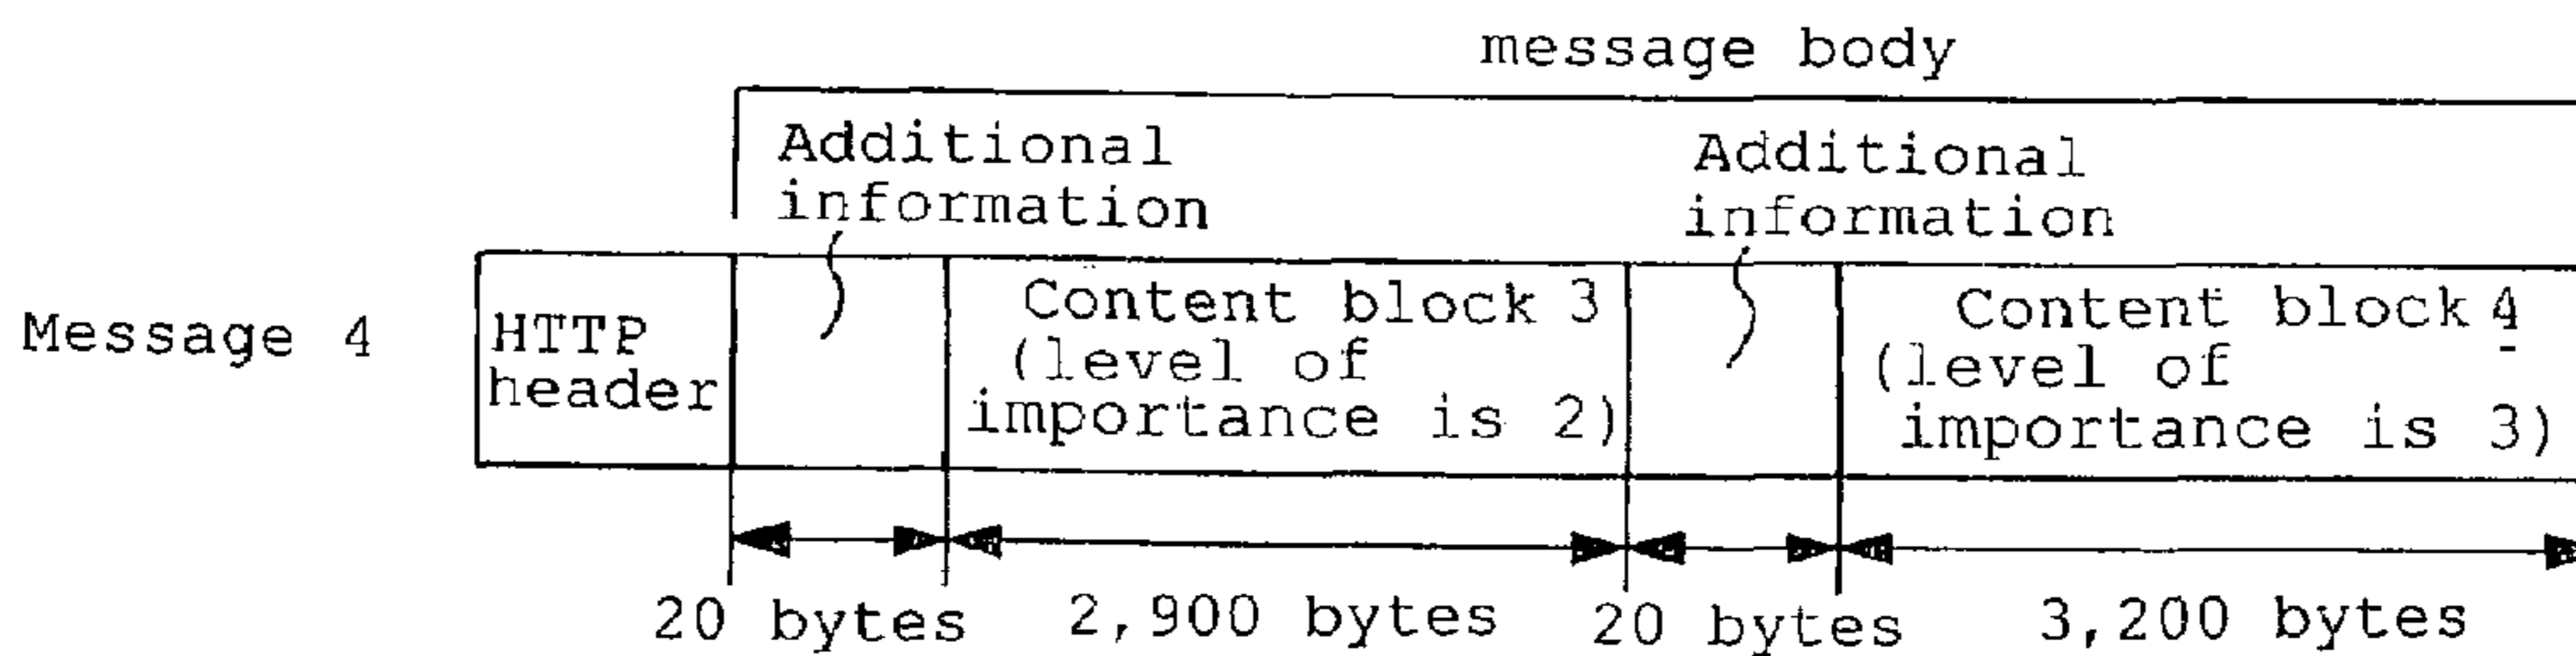 message body
Additional
information
Additional
information
Message 4
HTTP
header
Content block 3
(level of
importance is 2)
Content block 4
(level of
importance is 3)
20 bytes
2,900 bytes
20 bytes
3,200 bytes